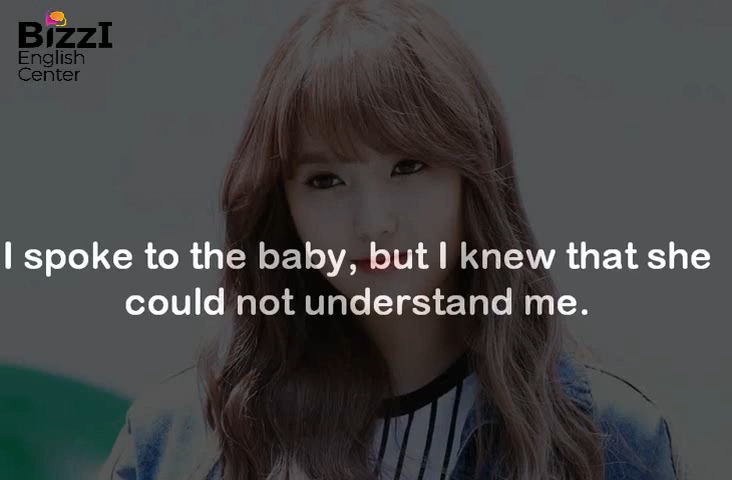 BizzI
English
Center
I spoke to the baby, but I knew that she
could not understand me.